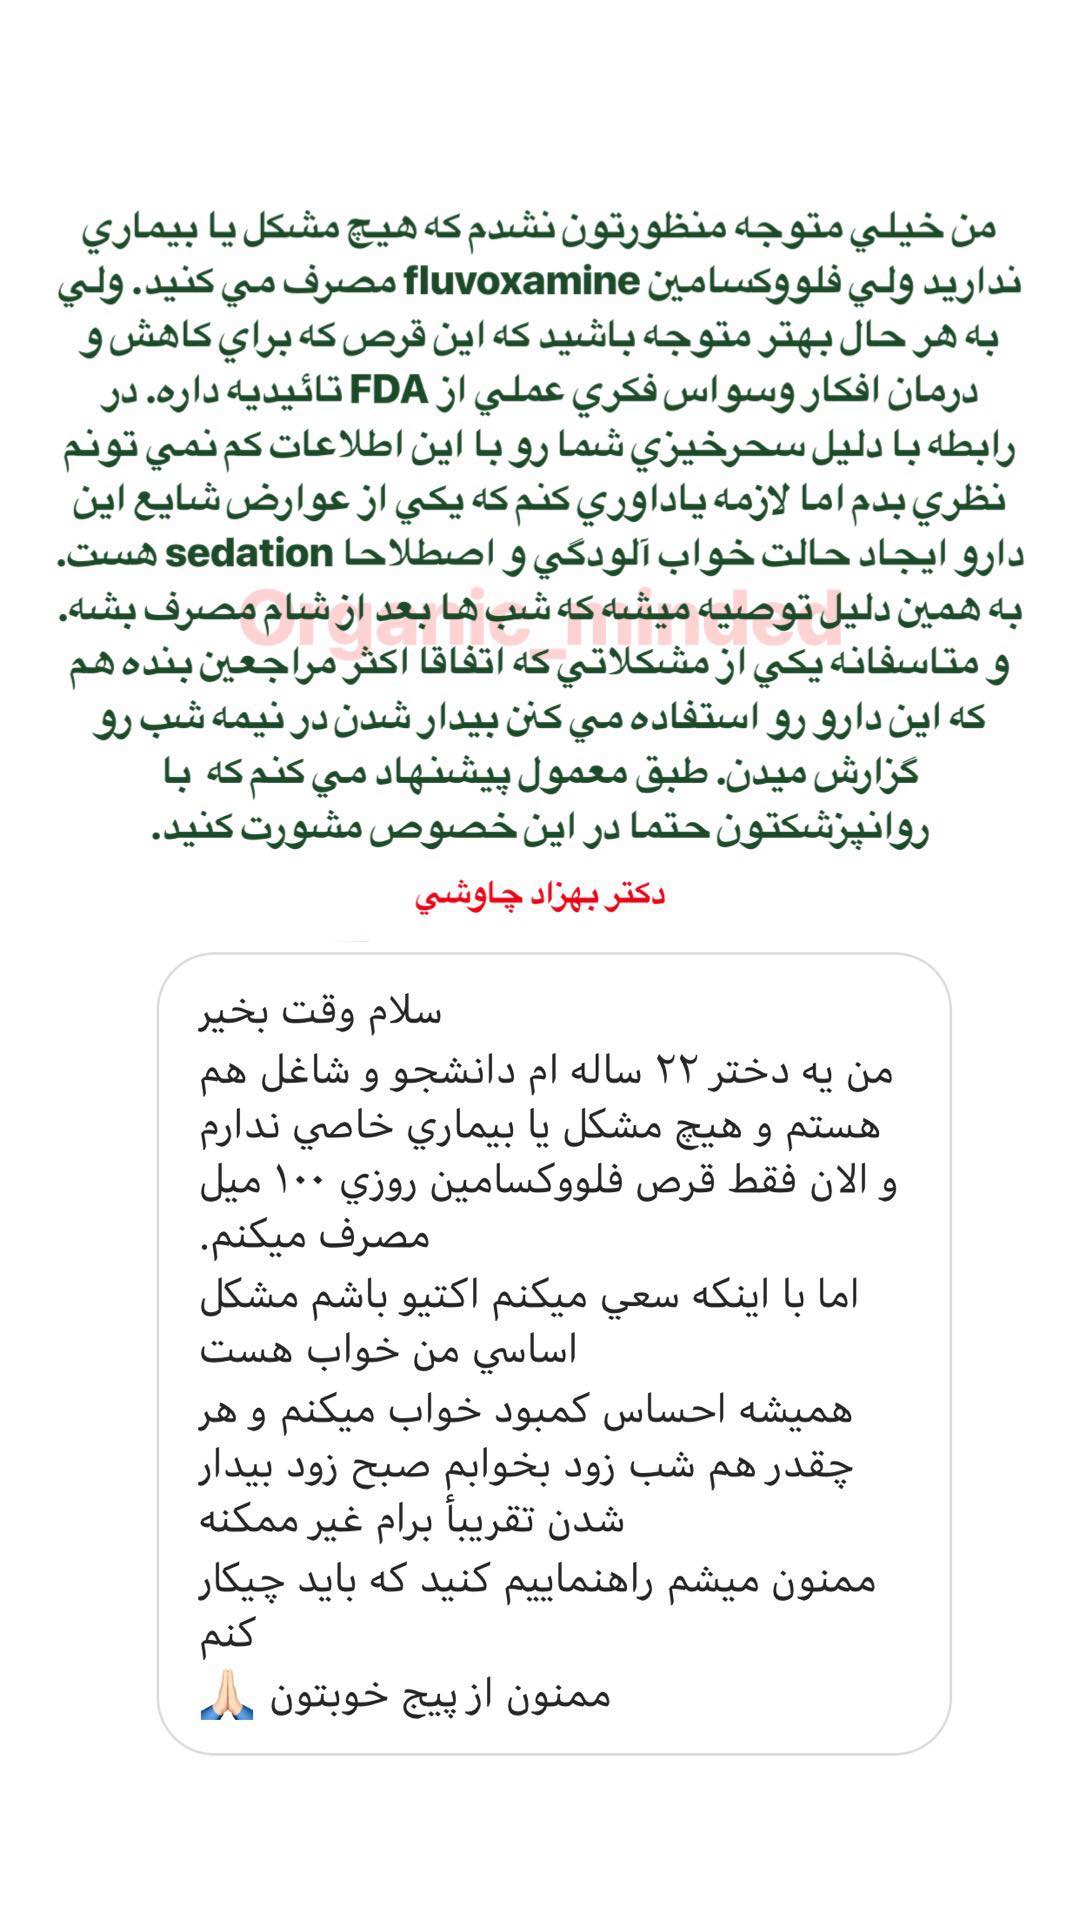 من خيلي متوجه منظورتون نشدم كه هيچ مشكل يا بيماري
نداريد ولي فلووكسامين fluvoxamine مصرف مي كنيد. ولي
به هر حال بهتر متوجه باشيد كه اين قرص كه براي كاهش و
درمان افكار وسواس فكري عملي از FDA تائيديه داره. در
رابطه با دليل سحرخيزي شما رو با اين اطلاعات كم نمي تونم
نظري بدم اما لازمه ياداوري كنم كه يكي از عوارض شايع اين
دارو ايجاد حالت خواب آلودگي و اصطلاحا sedation هست.
به همين دليل توصيه ميشه كه شب ها بعد از شام مصرف بشه.
Organic_minded
و متاسفانه يكي از مشكلاتي كه اتفاقا اكثر مراجعين بنده هم
كه اين دارو رو استفاده مي كنن بيدار شدن در نيمه شب رو
گزارش ميدن. طبق معمول پيشنهاد مي كنم كه با
روانپزشكتون حتما در اين خصوص مشورت كنيد.
دكتر بهزاد چاوشي
سلام وقت بخير
من يه دختر ٢٢ ساله ام دانشجو و شاغل هم
هستم و هيچ مشكل يا بيماري خاصي ندارم
و الان فقط قرص فلووكسامين روزي ١٠٠ ميل
مصرف ميكنم.
اما با اينكه سعي ميكنم اكتيو باشم مشكل
اساسي من خواب هست
هميشه احساس كمبود خواب ميكنم و هر
چقدر هم شب زود بخوابم صبح زود بيدار
شدن تقريبأ برام غير ممكنه
ممنون ميشم راهنماييم كنيد كه بايد چيكار
كنم
ممنون از پيج خوبتون 🙏🏻